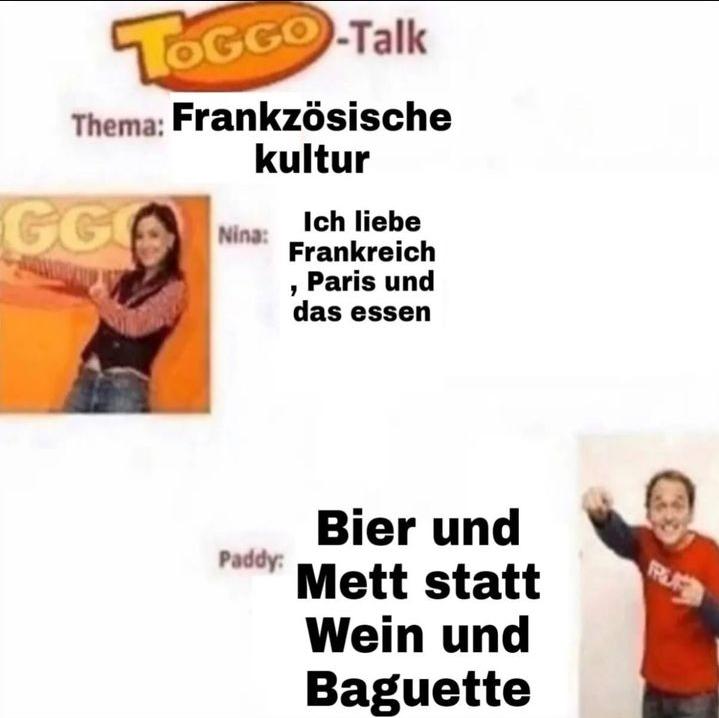 TOGGO-Talk
Thema: Frankzösische
kultur
GGO
Nina: Ich liebe
Frankreich
, Paris und
das essen
Paddy: Bier und
Mett statt
Wein und
Baguette